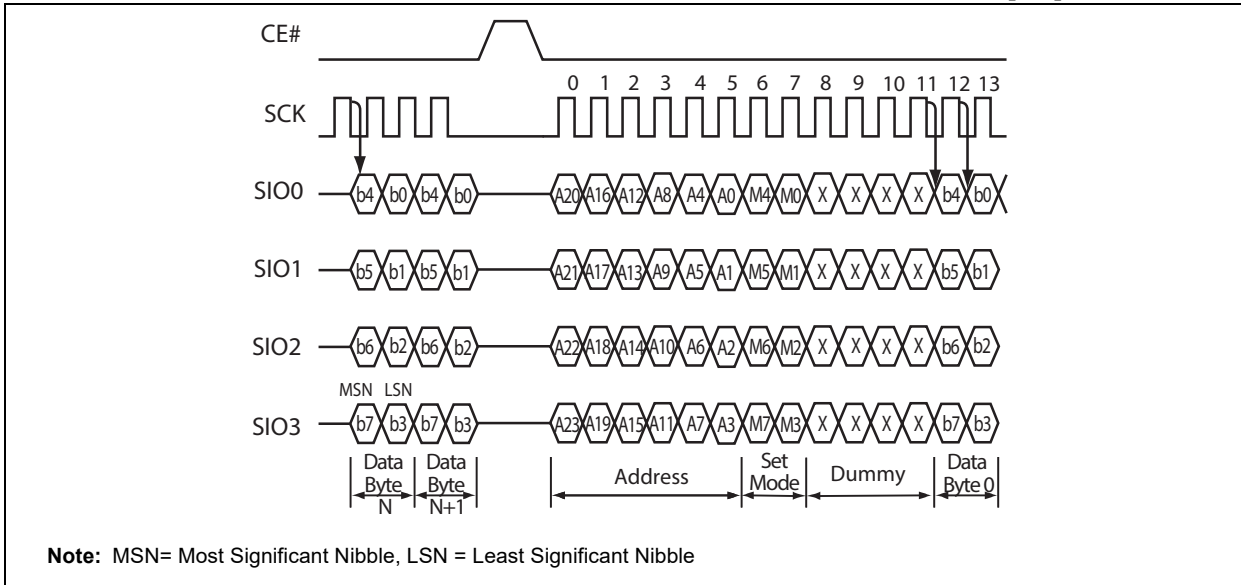 CE#
0 1 2 3 4 5 6 7 8 9 10 11 12 13
SCK
SIO0 b4 b0 b4 b0 A20 A16 A12 A8 A4 A0 M4 M0 X X X X b4 b0
SIO1 b5 b1 b5 b1 A21 A17 A13 A9 A5 A1 M5 M1 X X X X b5 b1
SIO2 b6 b2 b6 b2 A22 A18 A14 A10 A6 A2 M6 M2 X X X X b6 b2
MSN LSN
SIO3 b7 b3 b7 b3 A23 A19 A15 A11 A7 A3 M7 M3 X X X X b7 b3
Data Byte N
Data Byte N+1
Address
Set Mode
Dummy
Data Byte 0
Note: MSN= Most Significant Nibble, LSN = Least Significant Nibble